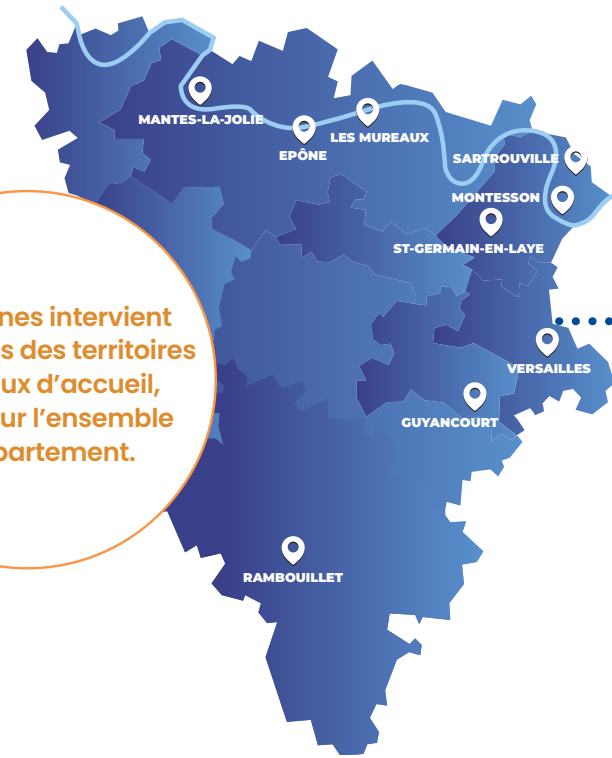 MANTES-LA-JOLIE
EPÔNE
LES MUREAUX
SARTROUVILLE
MONTESSON
ST-GERMAIN-EN-LAYE
VERSAILLES
GUYANCOURT
RAMBOUILLET
nes intervient
s des territoires
ux d’accueil,
ur l’ensemble
partement.